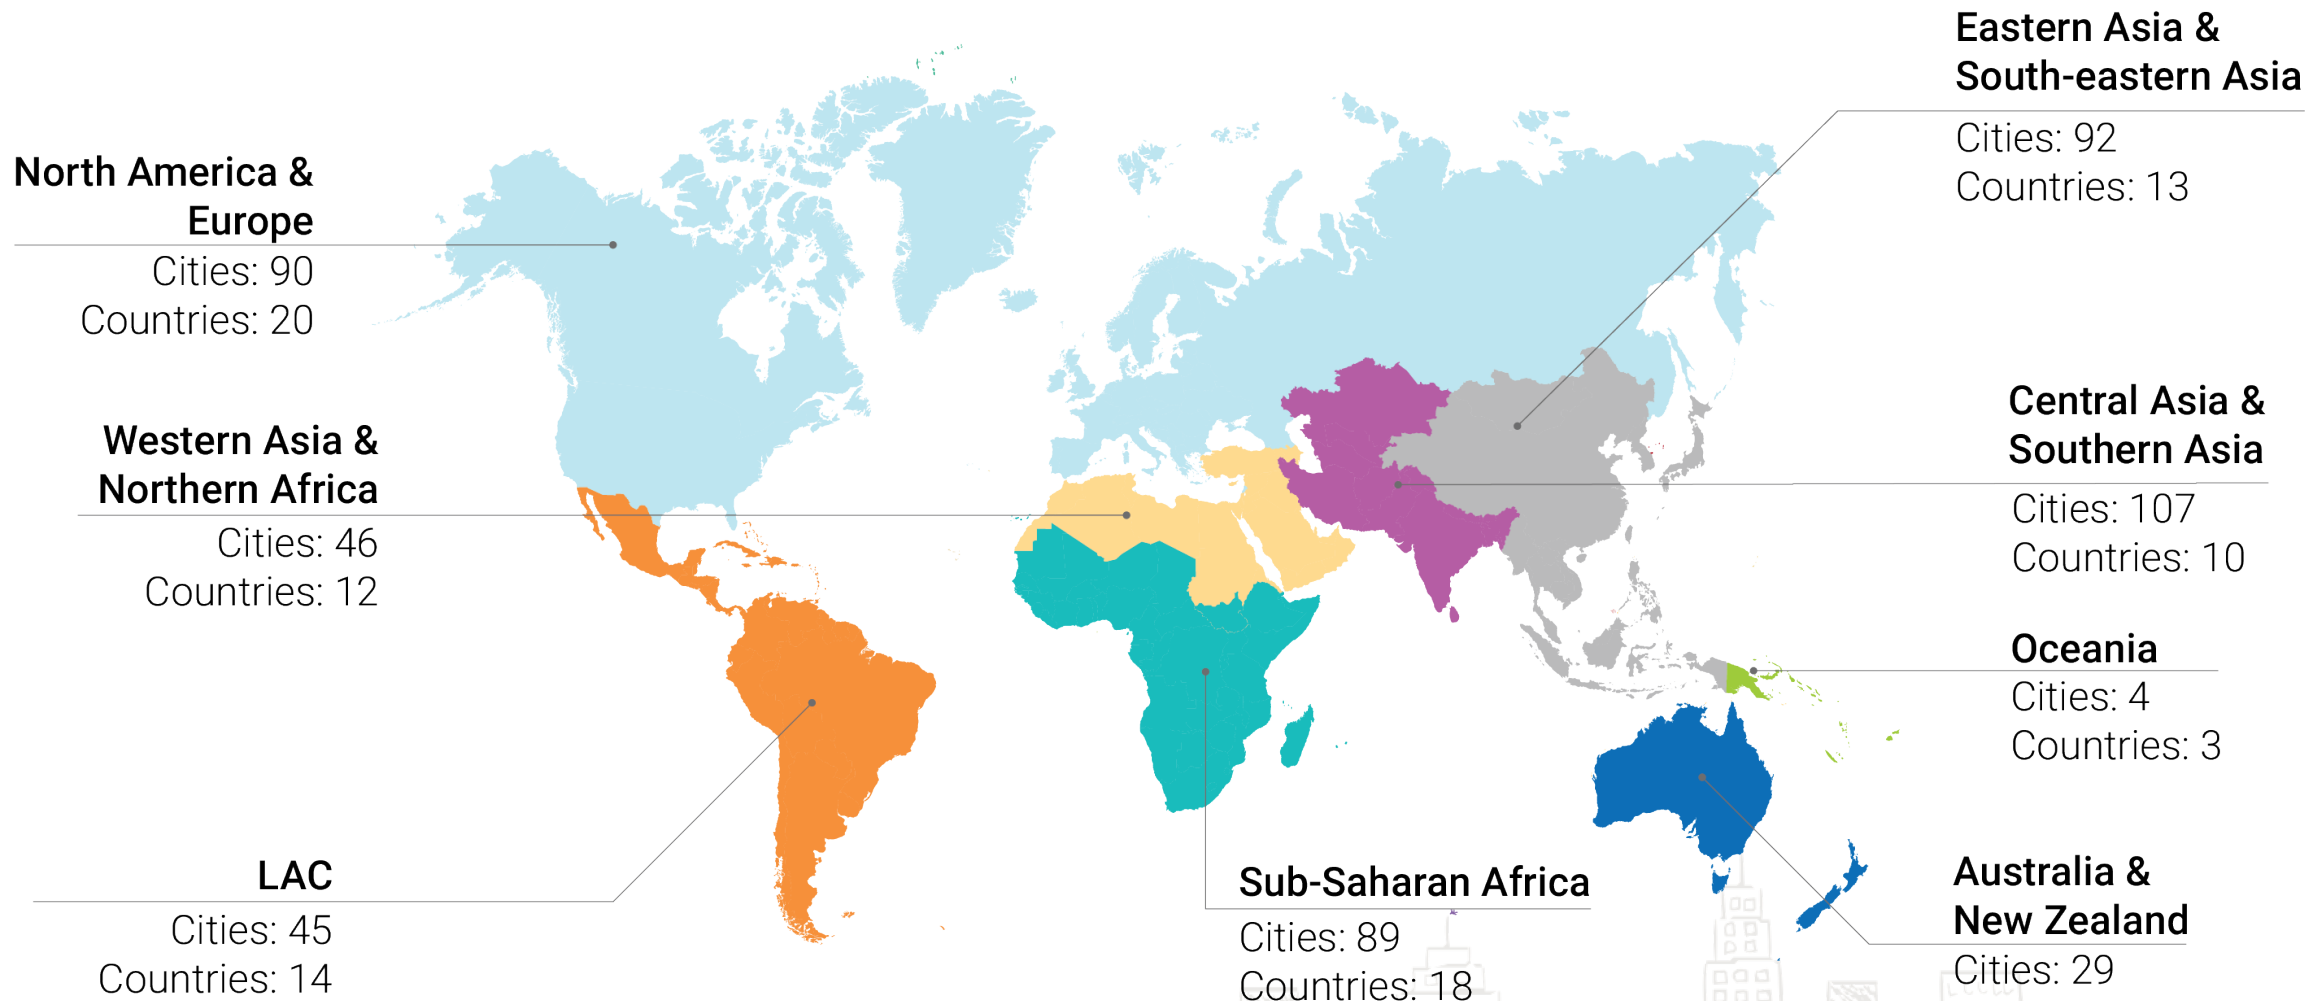 Eastern Asia &
South-eastern Asia
Cities: 92
Countries: 13
North America &
Europe
Cities: 90
Countries: 20
Central Asia &
Southern Asia
Cities: 107
Countries: 10
Western Asia &
Northern Africa
Cities: 46
Countries: 12
Oceania
Cities: 4
Countries: 3
LAC
Cities: 45
Countries: 14
Sub-Saharan Africa
Cities: 89
Countries: 18
Australia &
New Zealand
Cities: 29